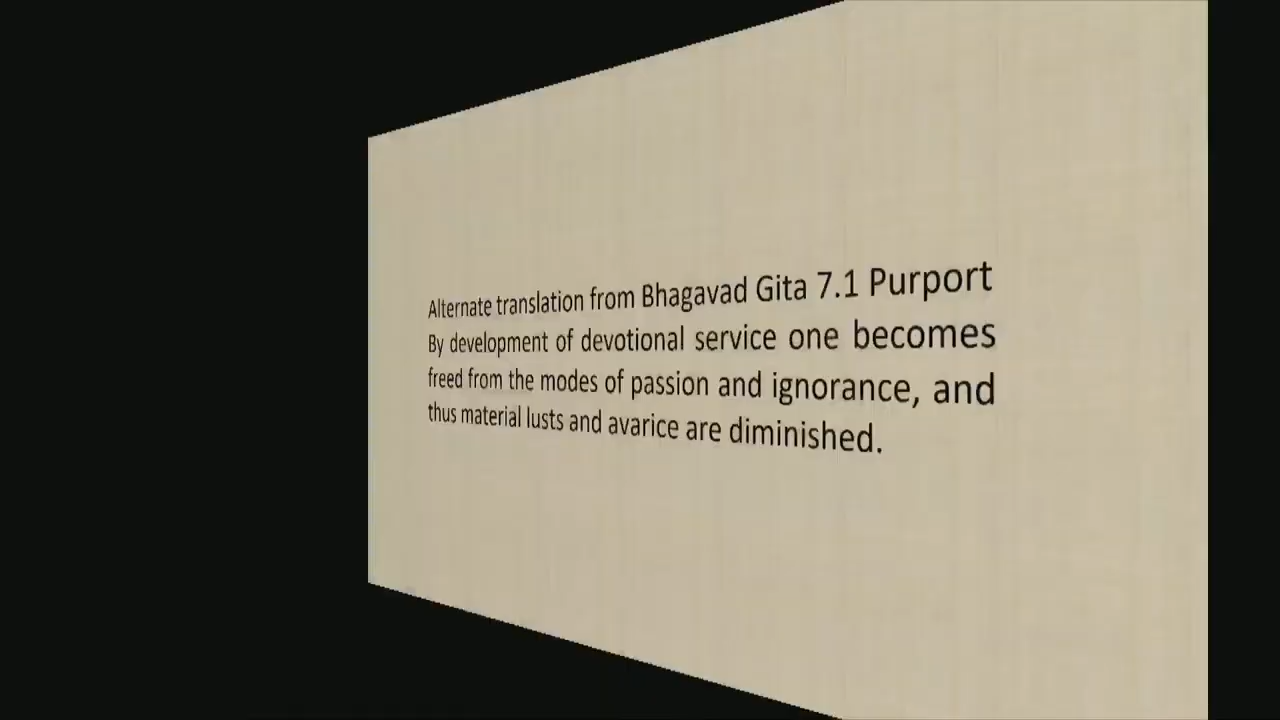 Alternate translation from Bhagavad Gita 7.1 Purport
By development of devotional service one becomes
freed from the modes of passion and ignorance, and
thus material lusts and avarice are diminished.